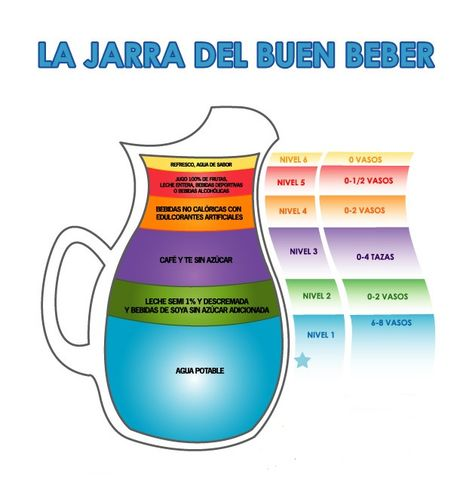 LA JARRA DEL BUEN BEBER
REFRESCO, AGUA DE SABOR
NIVEL 6
0 VASOS
JUGO 100% DE FRUTAS,
LECHE ENTERA, BEBIDAS DEPORTIVAS
O BEBIDAS ALCOHÓLICAS
NIVEL 5
0-1/2 VASOS
BEBIDAS NO CALÓRICAS CON
EDULCORANTES ARTIFICIALES
NIVEL 4
0-2 VASOS
CAFÉ Y TE SIN AZÚCAR
NIVEL 3
0-4 TAZAS
LECHE SEMI 1% Y DESCREMADA
Y BEBIDAS DE SOYA SIN AZÚCAR ADICIONADA
NIVEL 2
0-2 VASOS
AGUA POTABLE
NIVEL 1
6-8 VASOS